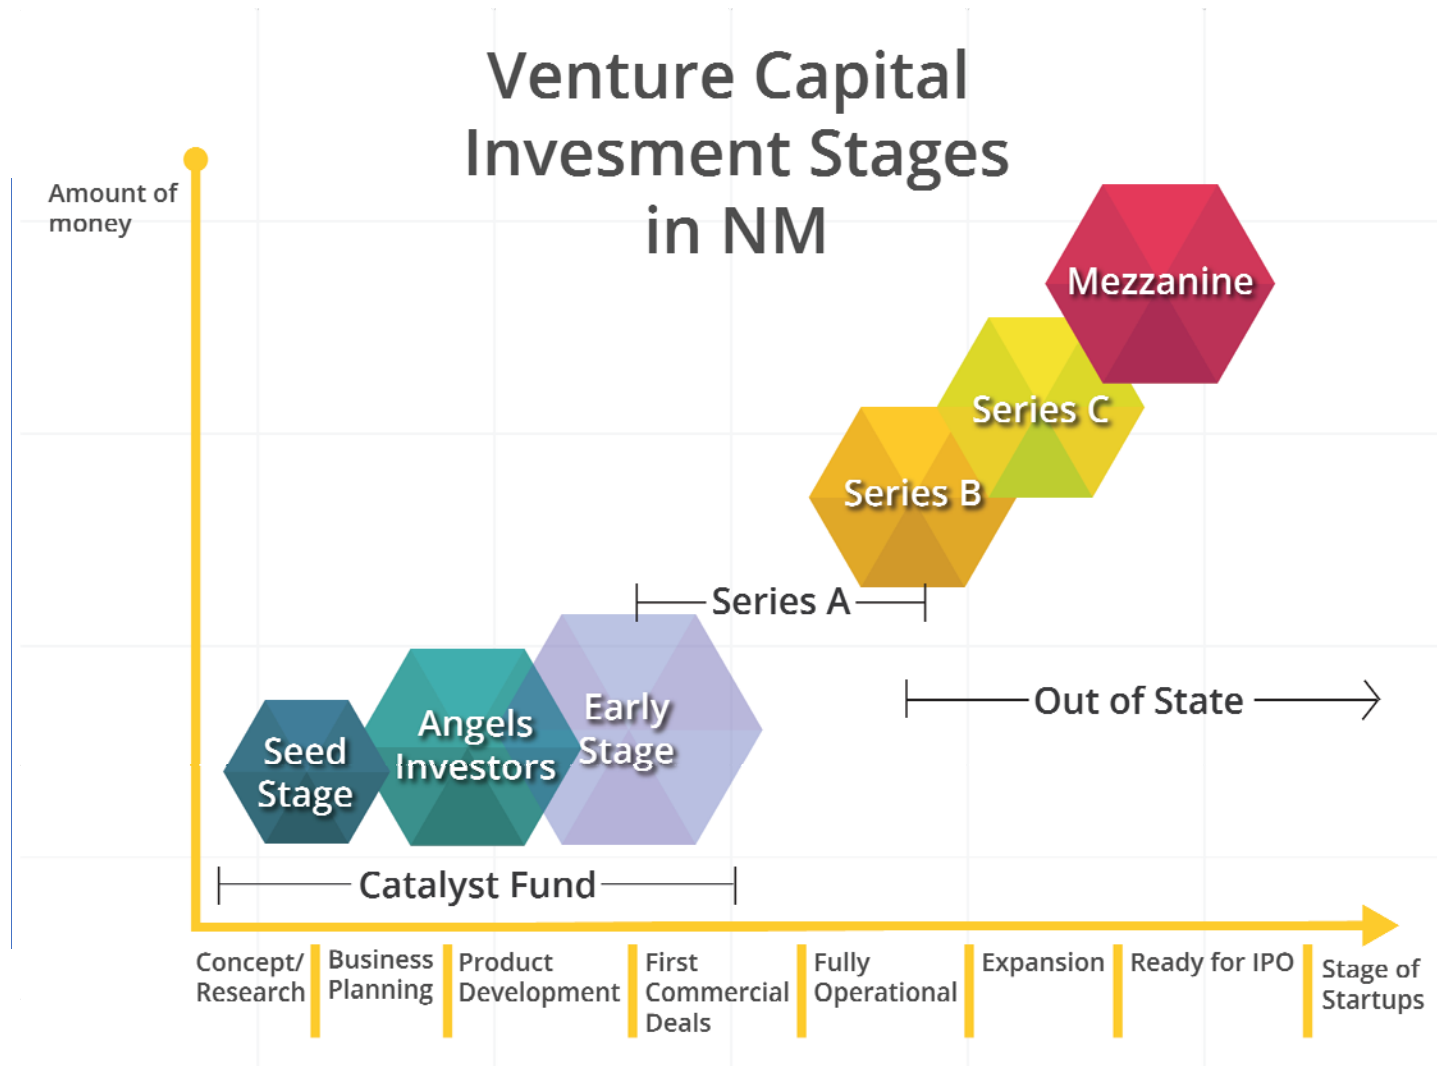 Venture Capital
Invesment Stages
in NM
Amount of
money
Mezzanine
Series C
Series B
Series A
Out of State
Early
Stage
Angels
Investors
Seed
Stage
Catalyst Fund
Concept/
Research
Business
Planning
Product
Development
First
Commercial
Deals
Fully
Operational
Expansion
Ready for IPO
Stage of
Startups